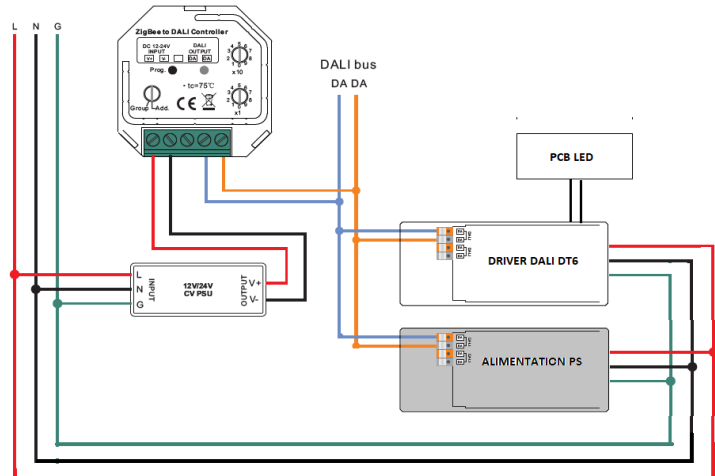 L N G
ZigBee to DALI Controller
DC 12-24V INPUT
DALI OUTPUT
V+ V- DA DA
Prog.
x10
• tc=75℃
Group Add.
CE
x1
DALI bus
DA DA
PCB LED
DRIVER DALI DT6
L
N
G
INPUT
12V/24V
CV PSU
OUTPUT
V+
V-
ALIMENTATION PS